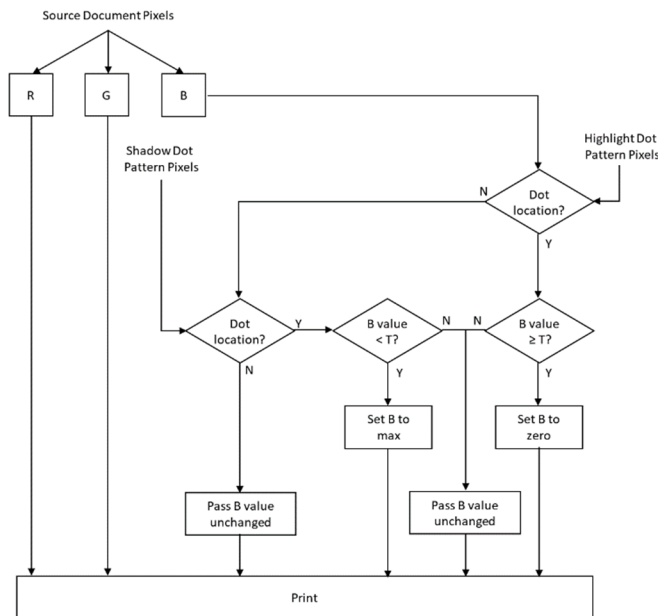 Source Document Pixels
R
G
B
Shadow Dot
Pattern Pixels
Highlight Dot
Pattern Pixels
N
Dot
location?
Y
Dot
location?
Y
B value
< T?
N
N
B value
≥ T?
N
Y
Y
Set B to
max
Set B to
zero
Pass B value
unchanged
Pass B value
unchanged
Print